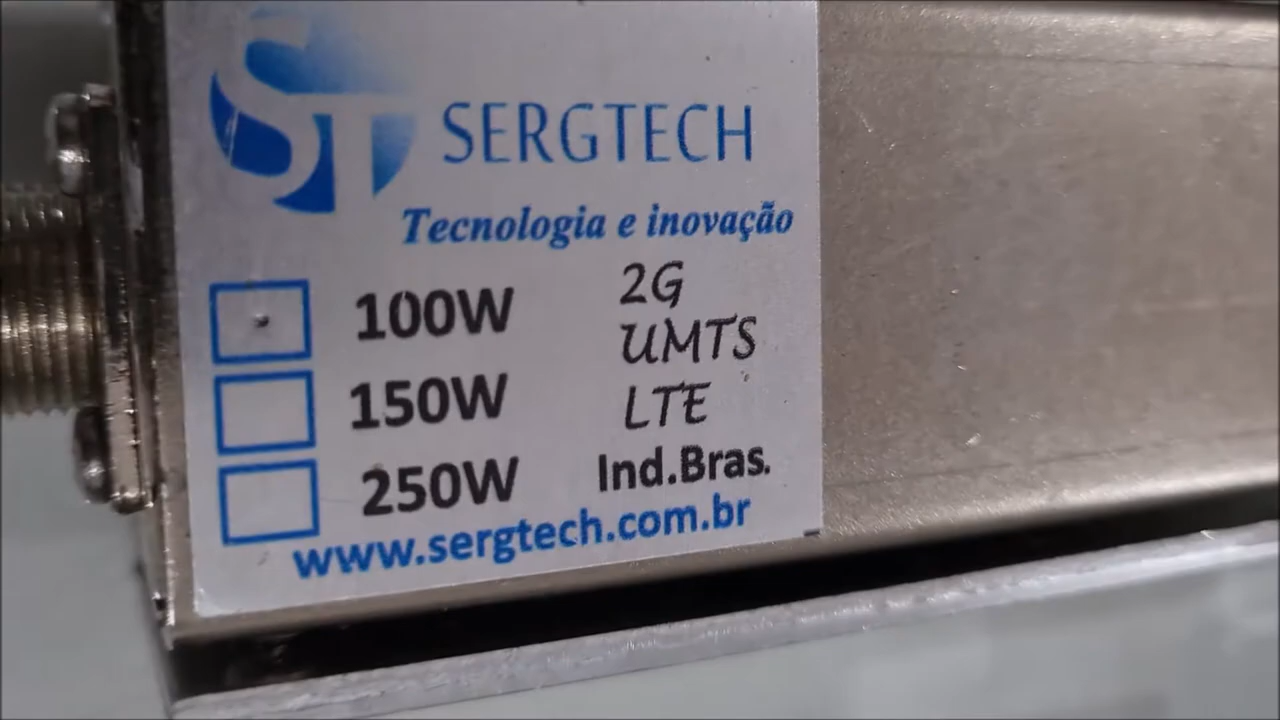 ST
SERGTECH
Tecnologia e inovação
100W 2G
150W UMTS
250W LTE
Ind.Bras.
www.sergtech.com.br